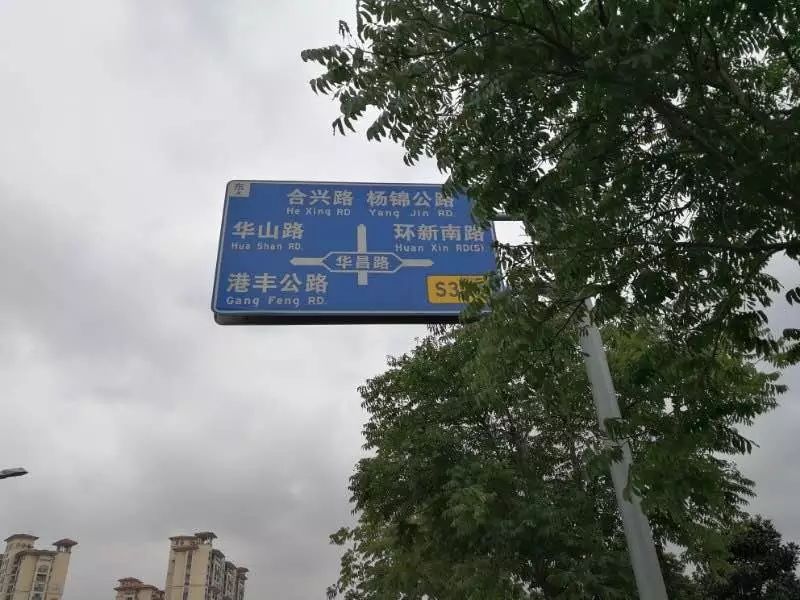 东
合兴路 杨锦公路
He Xing RD Yang Jin RD.
华山路 环新南路
Hua Shan RD. Huan Xin RD(S)
华昌路
港丰公路
Gang Feng RD.